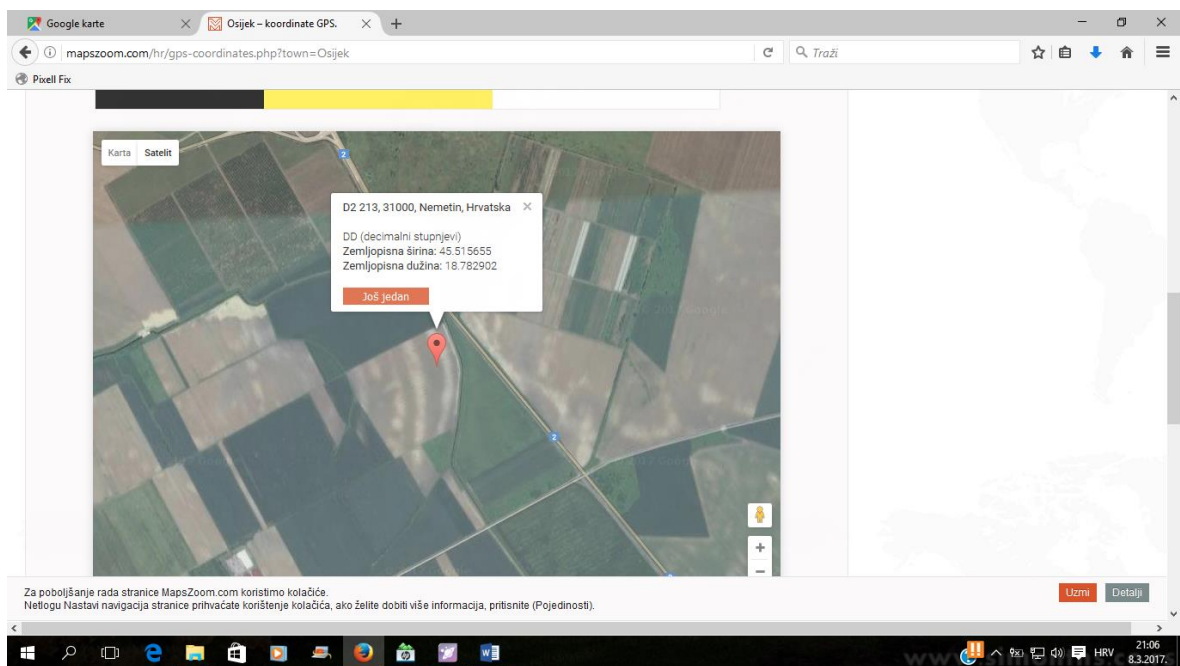 Google karte
Osijek – koordinate GPS.
mapszoom.com/hr/gps-coordinates.php?town=Osijek
Traži
Pixell Fix
Karta Satelit
2
D2 213, 31000, Nemetin, Hrvatska
DD (decimalni stupnjevi)
Zemljopisna širina: 45.515655
Zemljopisna dužina: 18.782902
Još jedan
2
Za poboljšanje rada stranice MapsZoom.com koristimo kolačiće.
Netlogu Nastavi navigacija stranice prihvaćate korištenje kolačića, ako želite dobiti više informacija, pritisnite (Pojedinosti).
Uzmi Detalji
HRV
21:06
8.3.2017.